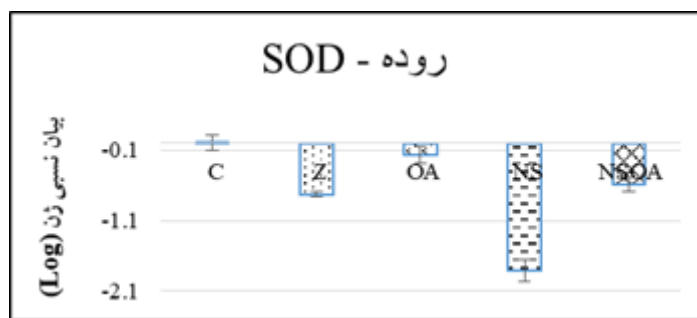 SOD - روده
بیان نسبی ژن (Log)
-0.1
-1.1
-2.1
C Z OA NS NSOA